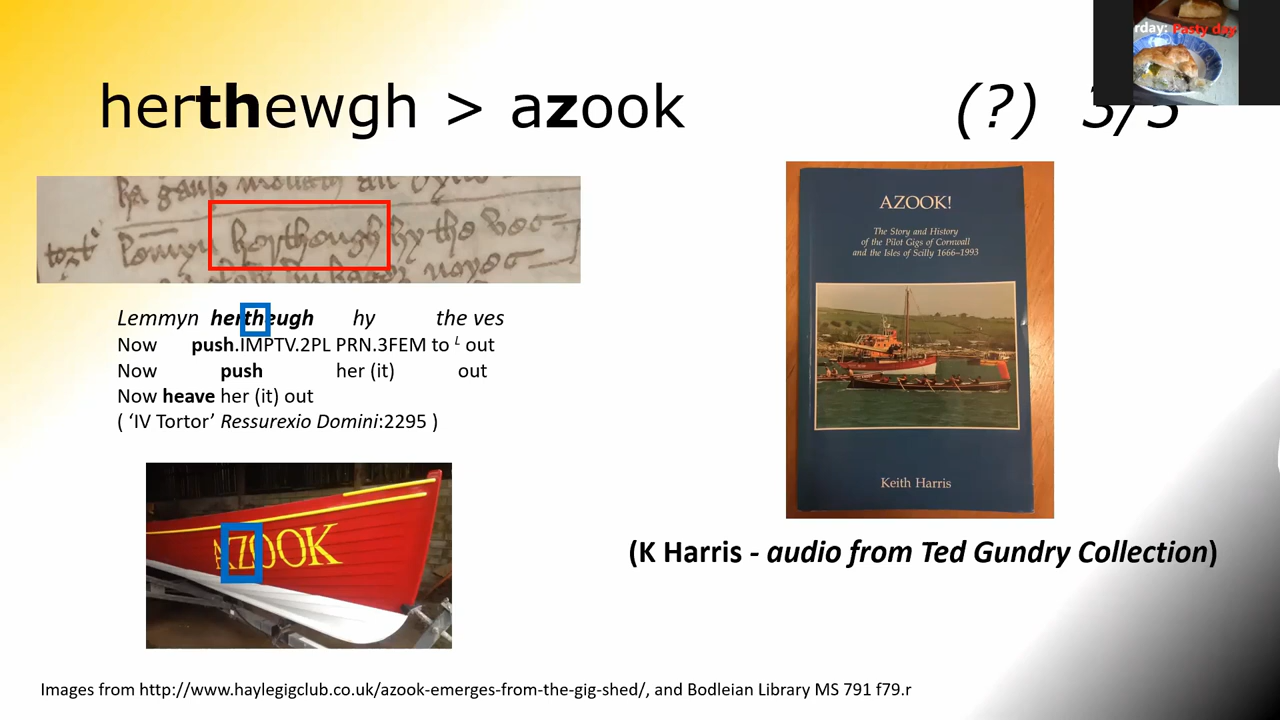 rday: Pasty day
herthewgh > azook (?) 3/5
Lemmyn hertheugh hy the ves
Now push.IMPTV.2PL PRN.3FEM to ᴸ out
Now push her (it) out
Now heave her (it) out
( ‘IV Tortor’ Ressurexio Domini:2295 )
AZOOK
AZOOK!
The Story and History
of the Pilot Gigs of Cornwall
and the Isles of Scilly 1666–1993
Keith Harris
(K Harris - audio from Ted Gundry Collection)
Images from http://www.haylegigclub.co.uk/azook-emerges-from-the-gig-shed/, and Bodleian Library MS 791 f79.r